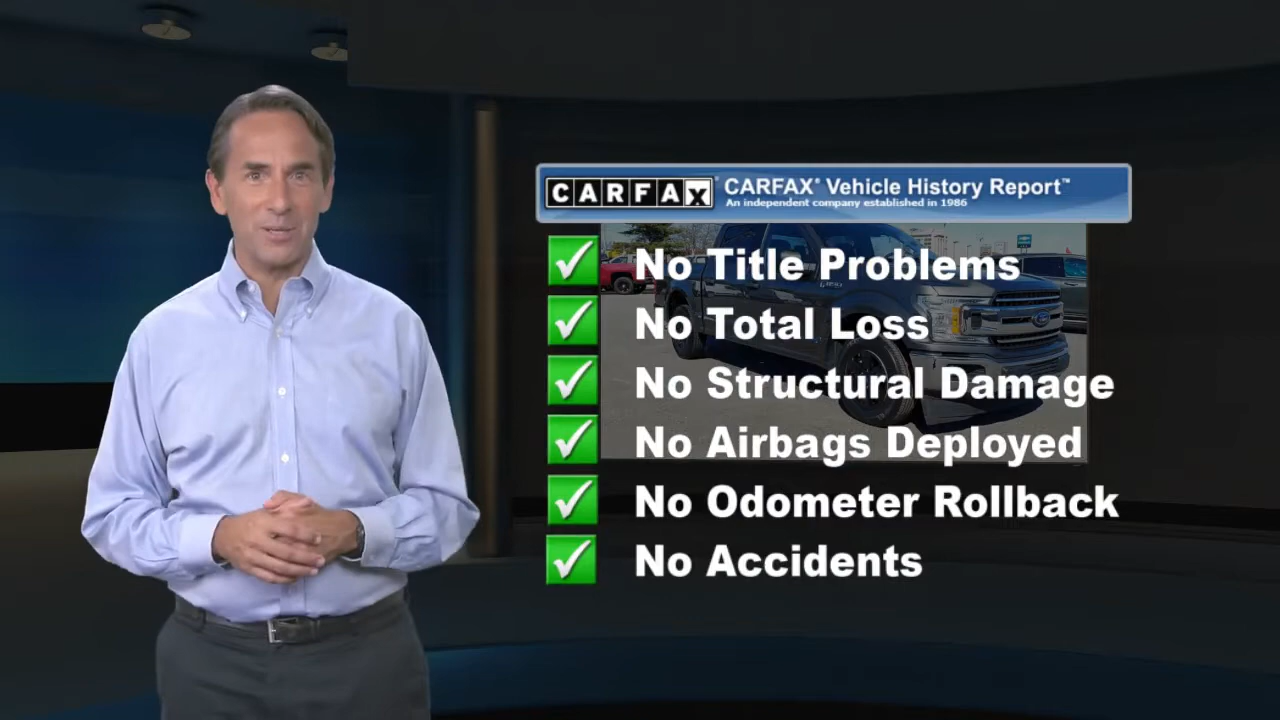 CARFAX
CARFAX® Vehicle History Report™
An independent company established in 1986
No Title Problems
No Total Loss
No Structural Damage
No Airbags Deployed
No Odometer Rollback
No Accidents